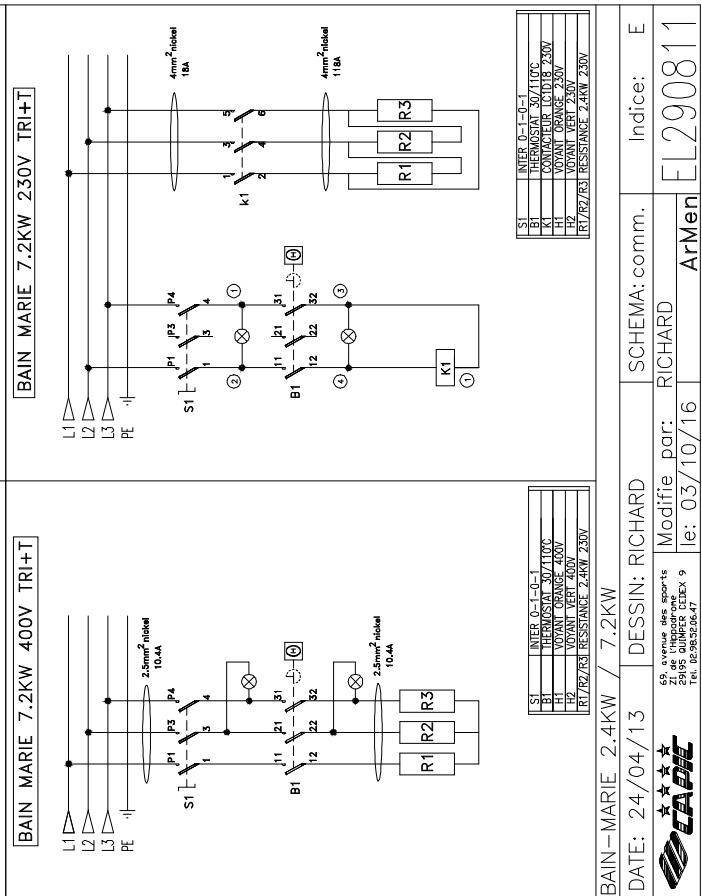 BAIN MARIE 7.2KW 400V TRI+T
L1
L2
L3
PE
2.5mm² nickel
10.4A
P1 P3 P4
S1
1 3 4
11 21 31
B1
12 22 32
2.5mm² nickel
10.4A
R1 R2 R3
S1 INTER 0-1-0-1
B1 THERMOSTAT 30/110°C
H1 VOYANT ORANGE 400V
H2 VOYANT VERT 400V
R1/R2/R3 RESISTANCE 2.4KW 230V
BAIN MARIE 7.2KW 230V TRI+T
L1
L2
L3
PE
P1 P3 P4
S1
1 3 4
2 1
11 21 31
B1
12 22 32
4 3
K1
1
4mm² nickel
18A
1 3 5
k1
2 4 6
4mm² nickel
118A
R1 R2 R3
S1 INTER 0-1-0-1
B1 THERMOSTAT 30/110°C
K1 CONTACTEUR LC1D18 230V
H1 VOYANT ORANGE 230V
H2 VOYANT VERT 230V
R1/R2/R3 RESISTANCE 2.4KW 230V
BAIN-MARIE 2.4KW / 7.2KW
DATE: 24/04/13
DESSIN: RICHARD
SCHEMA: comm.
Indice: E
CAPIC
69, avenue des sports
ZI de l'Hippodrome
29195 QUIMPER CEDEX 9
Tel. 02.98.52.06.47
Modifie par: RICHARD
le: 03/10/16
ArMen
EL290811